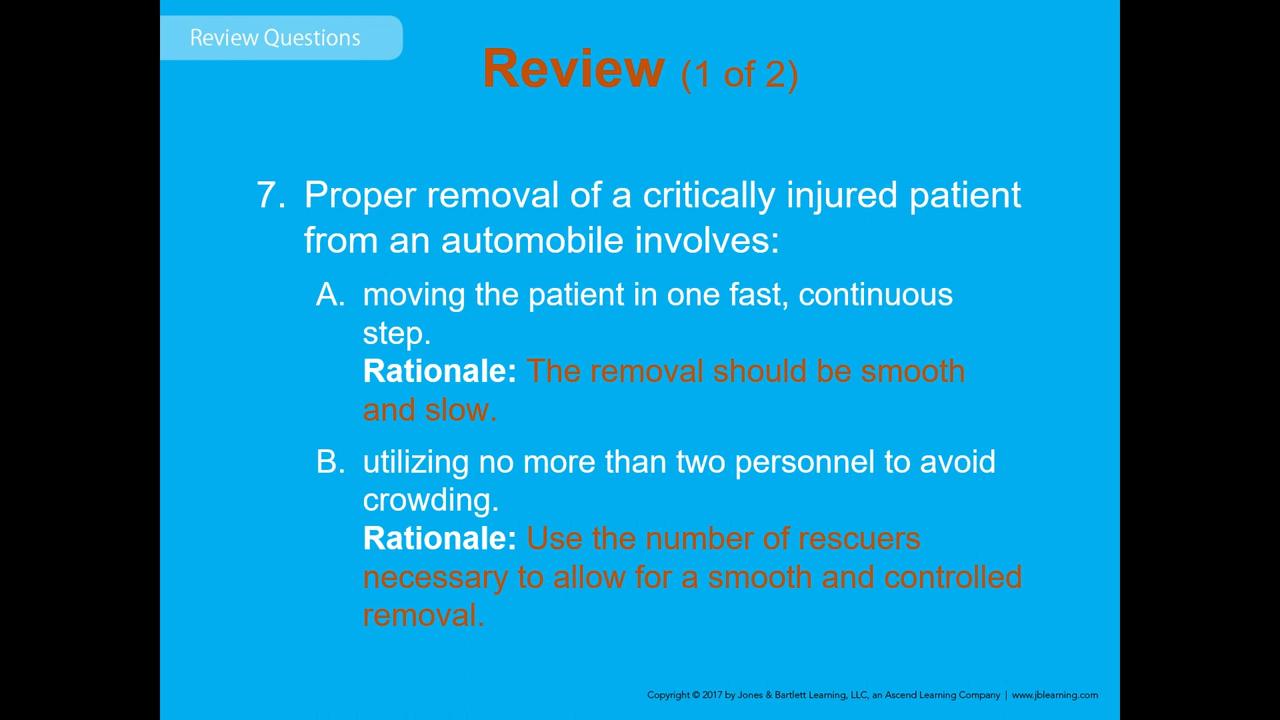 Review Questions
Review (1 of 2)
7. Proper removal of a critically injured patient
from an automobile involves:
A. moving the patient in one fast, continuous
step.
Rationale: The removal should be smooth
and slow.
B. utilizing no more than two personnel to avoid
crowding.
Rationale: Use the number of rescuers
necessary to allow for a smooth and controlled
removal.
Copyright © 2017 by Jones & Bartlett Learning, LLC, an Ascend Learning Company | www.jblearning.com